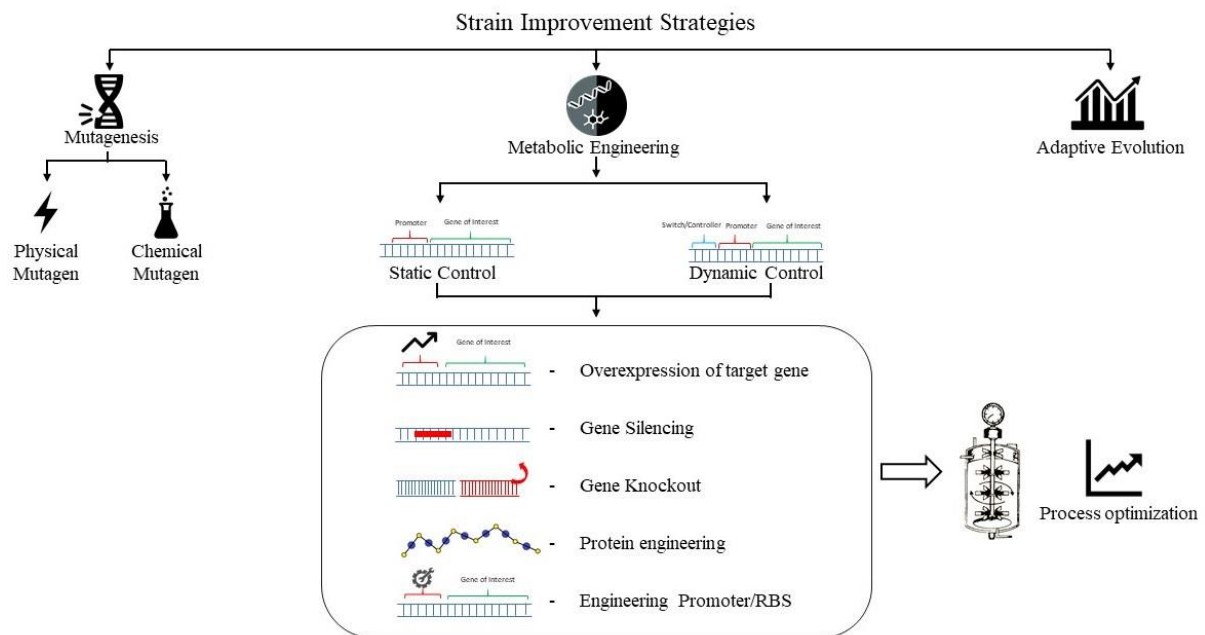 Strain Improvement Strategies
Mutagenesis
Metabolic Engineering
Adaptive Evolution
Physical
Mutagen
Chemical
Mutagen
Promoter
Gene of Interest
Static Control
Switch/Controller
Promoter
Gene of Interest
Dynamic Control
Gene of Interest
- Overexpression of target gene
- Gene Silencing
- Gene Knockout
- Protein engineering
Gene of Interest
- Engineering Promoter/RBS
Process optimization